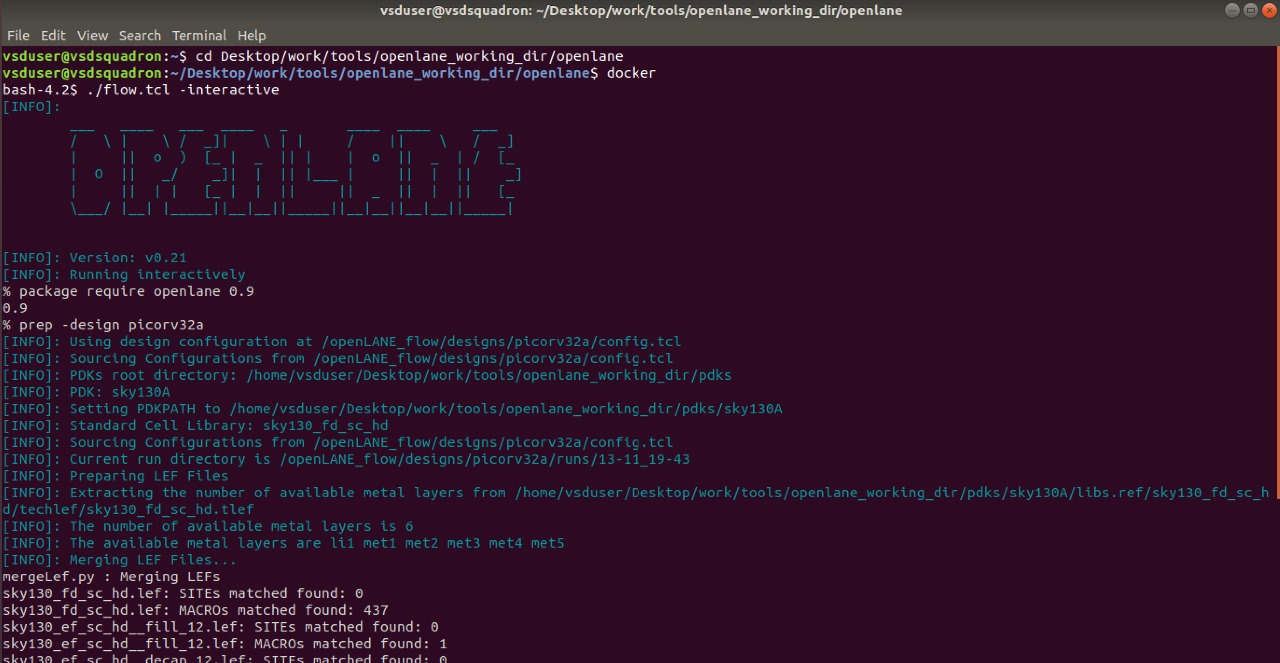 vsduser@vsdsquadron: ~/Desktop/work/tools/openlane_working_dir/openlane
File Edit View Search Terminal Help
vsduser@vsdsquadron:~$ cd Desktop/work/tools/openlane_working_dir/openlane
vsduser@vsdsquadron:~/Desktop/work/tools/openlane_working_dir/openlane$ docker
bash-4.2$ ./flow.tcl -interactive
[INFO]:
OPENLANE
[INFO]: Version: v0.21
[INFO]: Running interactively
% package require openlane 0.9
0.9
% prep -design picorv32a
[INFO]: Using design configuration at /openLANE_flow/designs/picorv32a/config.tcl
[INFO]: Sourcing Configurations from /openLANE_flow/designs/picorv32a/config.tcl
[INFO]: PDKs root directory: /home/vsduser/Desktop/work/tools/openlane_working_dir/pdks
[INFO]: PDK: sky130A
[INFO]: Setting PDKPATH to /home/vsduser/Desktop/work/tools/openlane_working_dir/pdks/sky130A
[INFO]: Standard Cell Library: sky130_fd_sc_hd
[INFO]: Sourcing Configurations from /openLANE_flow/designs/picorv32a/config.tcl
[INFO]: Current run directory is /openLANE_flow/designs/picorv32a/runs/13-11_19-43
[INFO]: Preparing LEF Files
[INFO]: Extracting the number of available metal layers from /home/vsduser/Desktop/work/tools/openlane_working_dir/pdks/sky130A/libs.ref/sky130_fd_sc_h
d/techlef/sky130_fd_sc_hd.tlef
[INFO]: The number of available metal layers is 6
[INFO]: The available metal layers are li1 met1 met2 met3 met4 met5
[INFO]: Merging LEF Files...
mergeLef.py : Merging LEFs
sky130_fd_sc_hd.lef: SITEs matched found: 0
sky130_fd_sc_hd.lef: MACROs matched found: 437
sky130_ef_sc_hd__fill_12.lef: SITEs matched found: 0
sky130_ef_sc_hd__fill_12.lef: MACROs matched found: 1
sky130_ef_sc_hd__decap_12.lef: SITEs matched found: 0